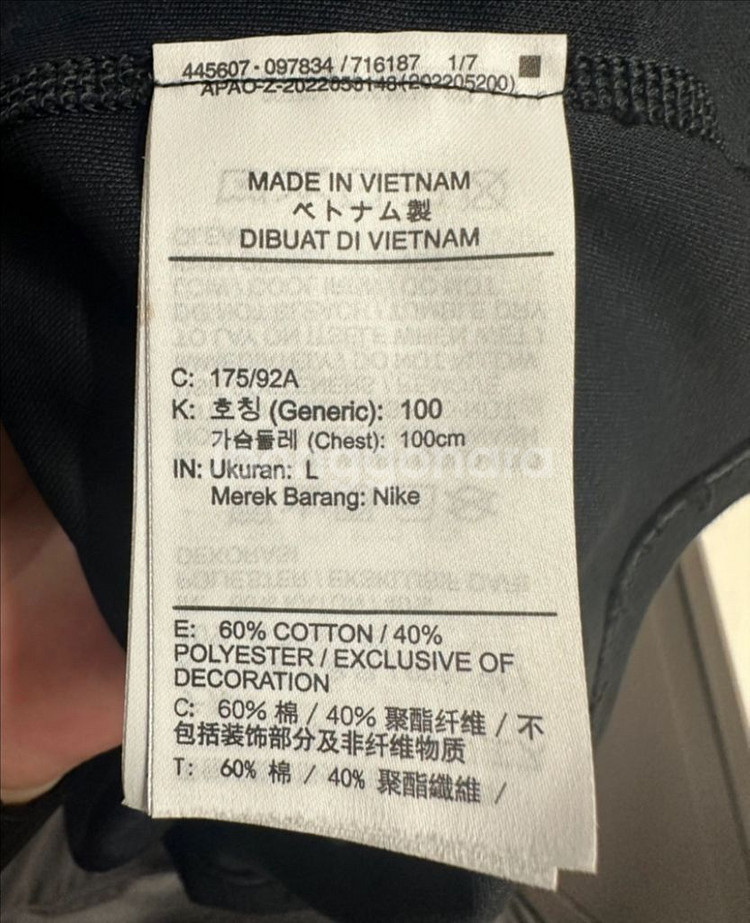 445607-097834 / 716187 1/7
APAO-Z-2022056148(202205200)
MADE IN VIETNAM
ベトナム製
DIBUAT DI VIETNAM
C: 175/92A
K: 호칭 (Generic): 100
가슴둘레 (Chest): 100cm
IN: Ukuran: L
Merek Barang: Nike
E: 60% COTTON / 40%
POLYESTER / EXCLUSIVE OF
DECORATION
C: 60% 棉 / 40% 聚酯纤维 / 不
包括装饰部分及非纤维物质
T: 60% 棉 / 40% 聚酯纖維 /